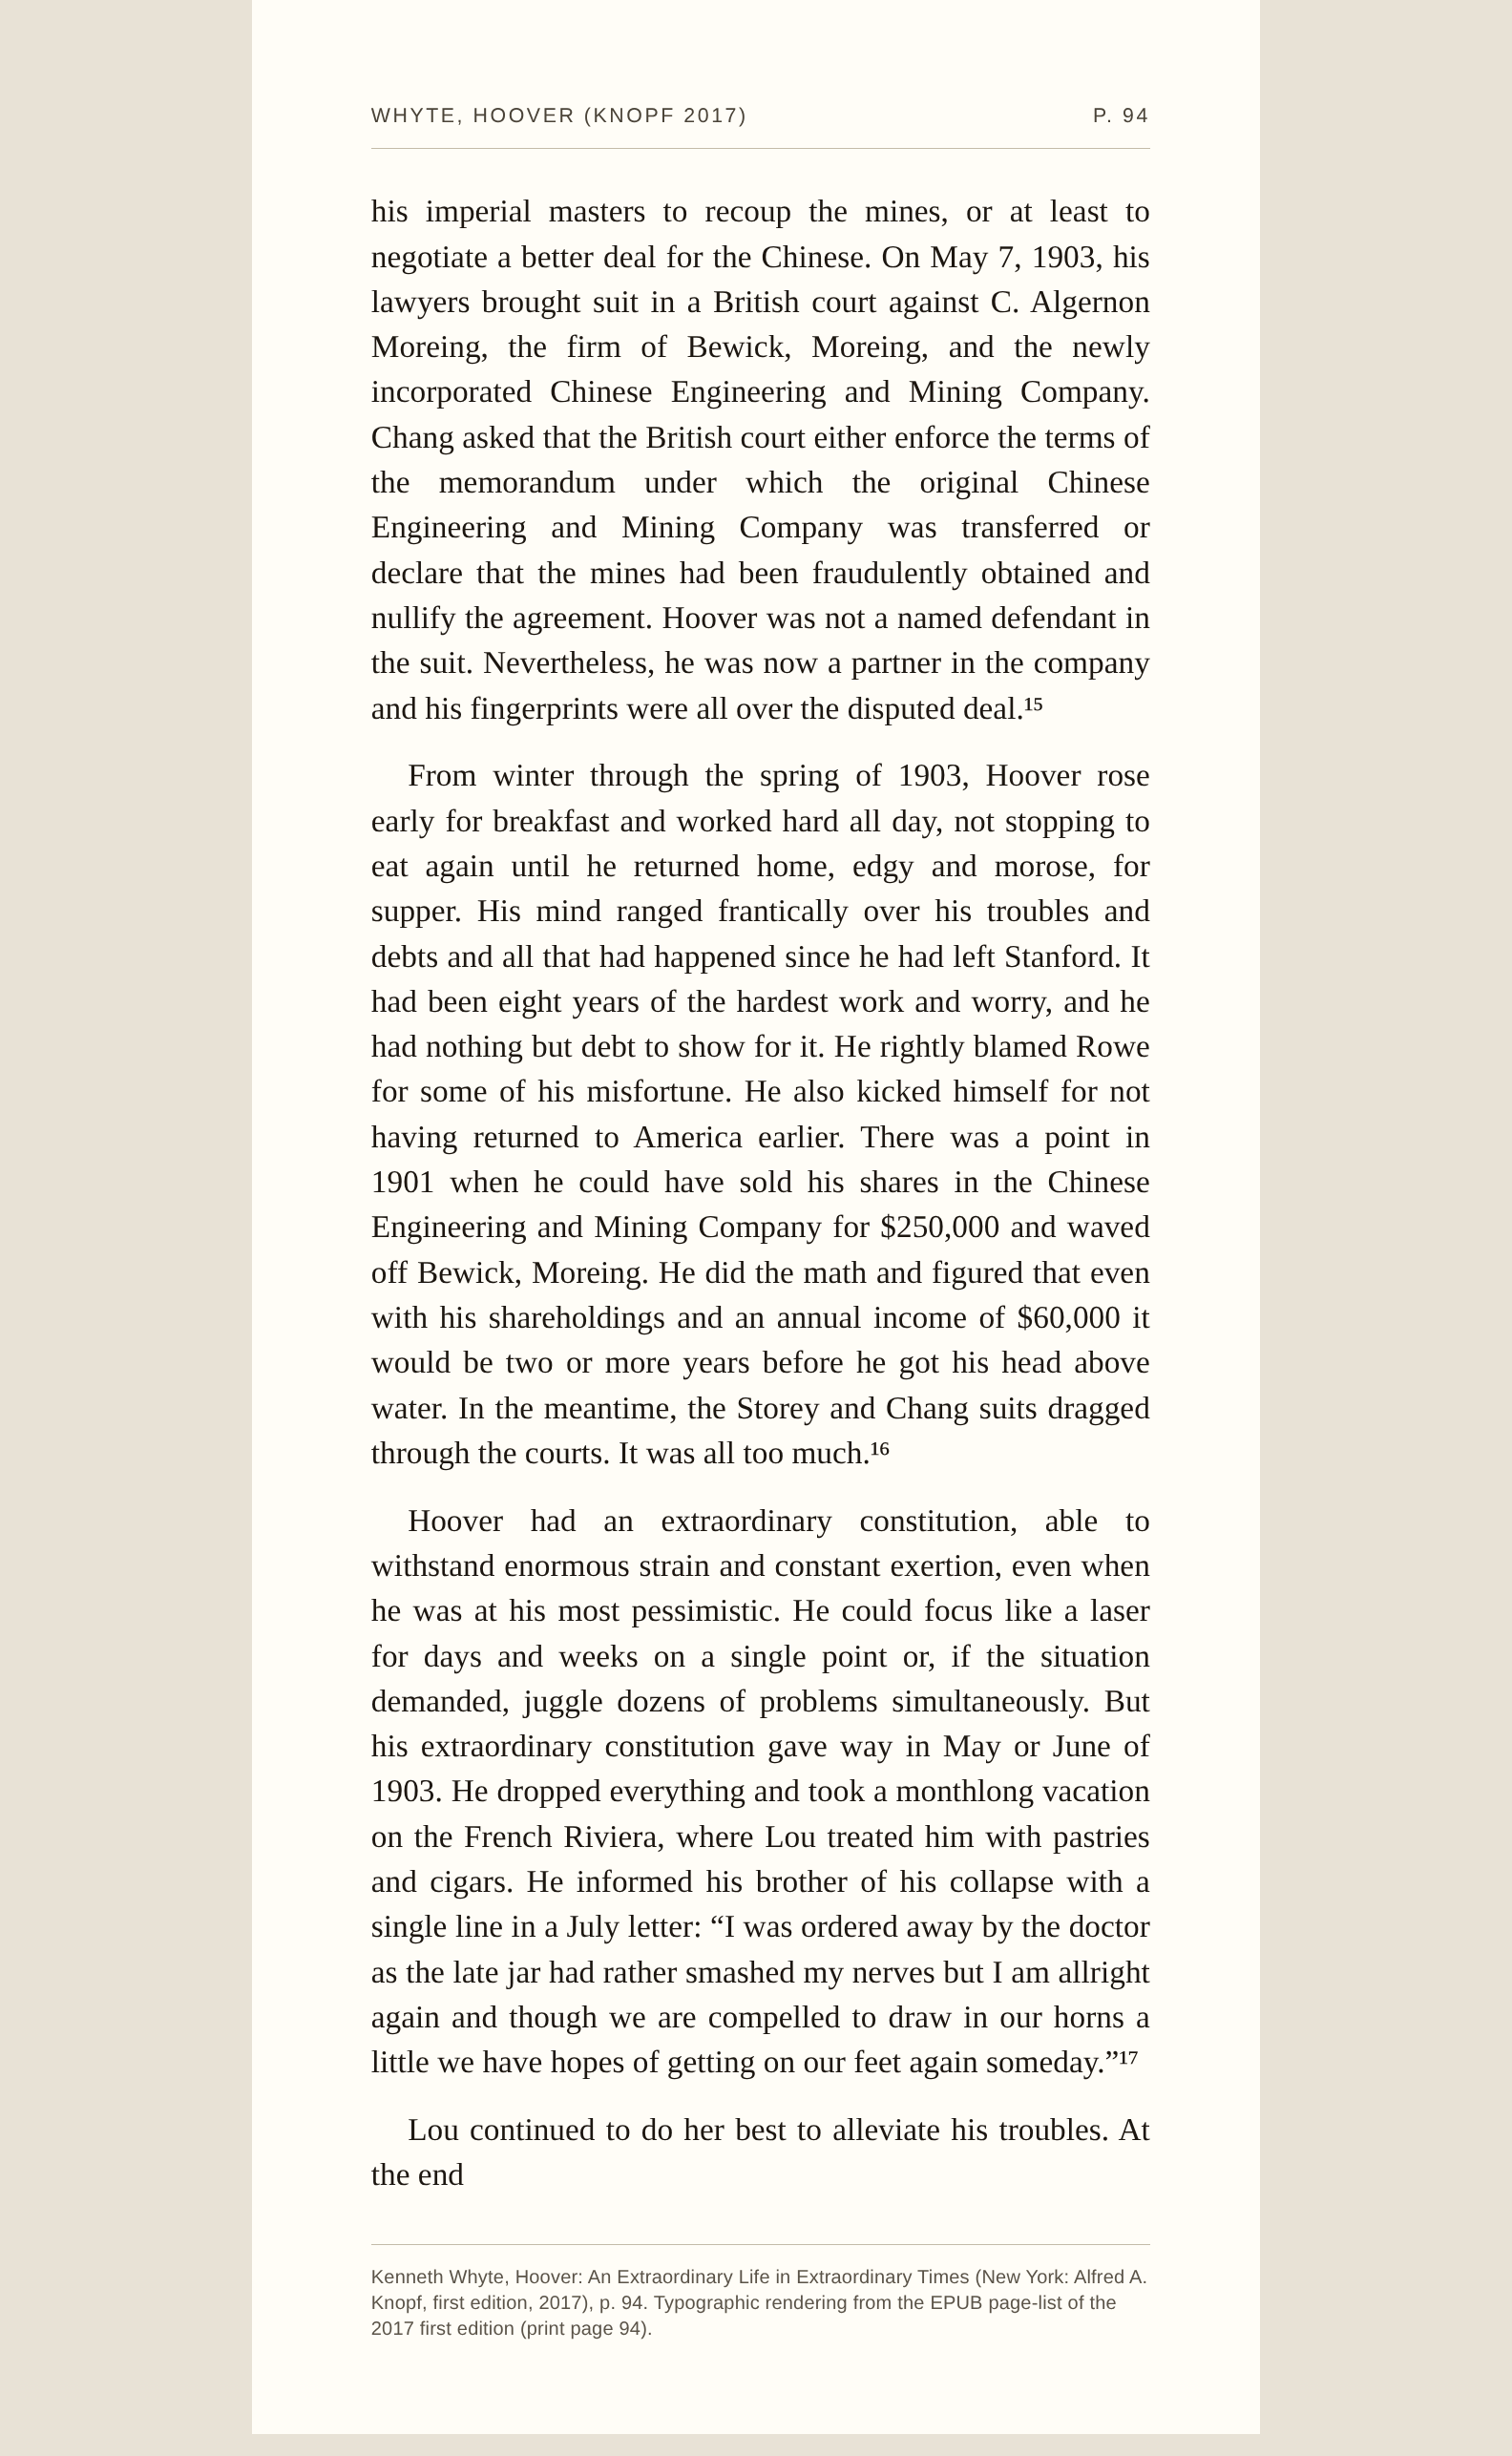 WHYTE, HOOVER (KNOPF 2017) P. 94
his imperial masters to recoup the mines, or at least to
negotiate a better deal for the Chinese. On May 7, 1903, his
lawyers brought suit in a British court against C. Algernon
Moreing, the firm of Bewick, Moreing, and the newly
incorporated Chinese Engineering and Mining Company.
Chang asked that the British court either enforce the terms of
the memorandum under which the original Chinese
Engineering and Mining Company was transferred or
declare that the mines had been fraudulently obtained and
nullify the agreement. Hoover was not a named defendant in
the suit. Nevertheless, he was now a partner in the company
and his fingerprints were all over the disputed deal.¹⁵
From winter through the spring of 1903, Hoover rose
early for breakfast and worked hard all day, not stopping to
eat again until he returned home, edgy and morose, for
supper. His mind ranged frantically over his troubles and
debts and all that had happened since he had left Stanford. It
had been eight years of the hardest work and worry, and he
had nothing but debt to show for it. He rightly blamed Rowe
for some of his misfortune. He also kicked himself for not
having returned to America earlier. There was a point in
1901 when he could have sold his shares in the Chinese
Engineering and Mining Company for $250,000 and waved
off Bewick, Moreing. He did the math and figured that even
with his shareholdings and an annual income of $60,000 it
would be two or more years before he got his head above
water. In the meantime, the Storey and Chang suits dragged
through the courts. It was all too much.¹⁶
Hoover had an extraordinary constitution, able to
withstand enormous strain and constant exertion, even when
he was at his most pessimistic. He could focus like a laser
for days and weeks on a single point or, if the situation
demanded, juggle dozens of problems simultaneously. But
his extraordinary constitution gave way in May or June of
1903. He dropped everything and took a monthlong vacation
on the French Riviera, where Lou treated him with pastries
and cigars. He informed his brother of his collapse with a
single line in a July letter: “I was ordered away by the doctor
as the late jar had rather smashed my nerves but I am allright
again and though we are compelled to draw in our horns a
little we have hopes of getting on our feet again someday.”¹⁷
Lou continued to do her best to alleviate his troubles. At
the end
Kenneth Whyte, Hoover: An Extraordinary Life in Extraordinary Times (New York: Alfred A.
Knopf, first edition, 2017), p. 94. Typographic rendering from the EPUB page-list of the
2017 first edition (print page 94).